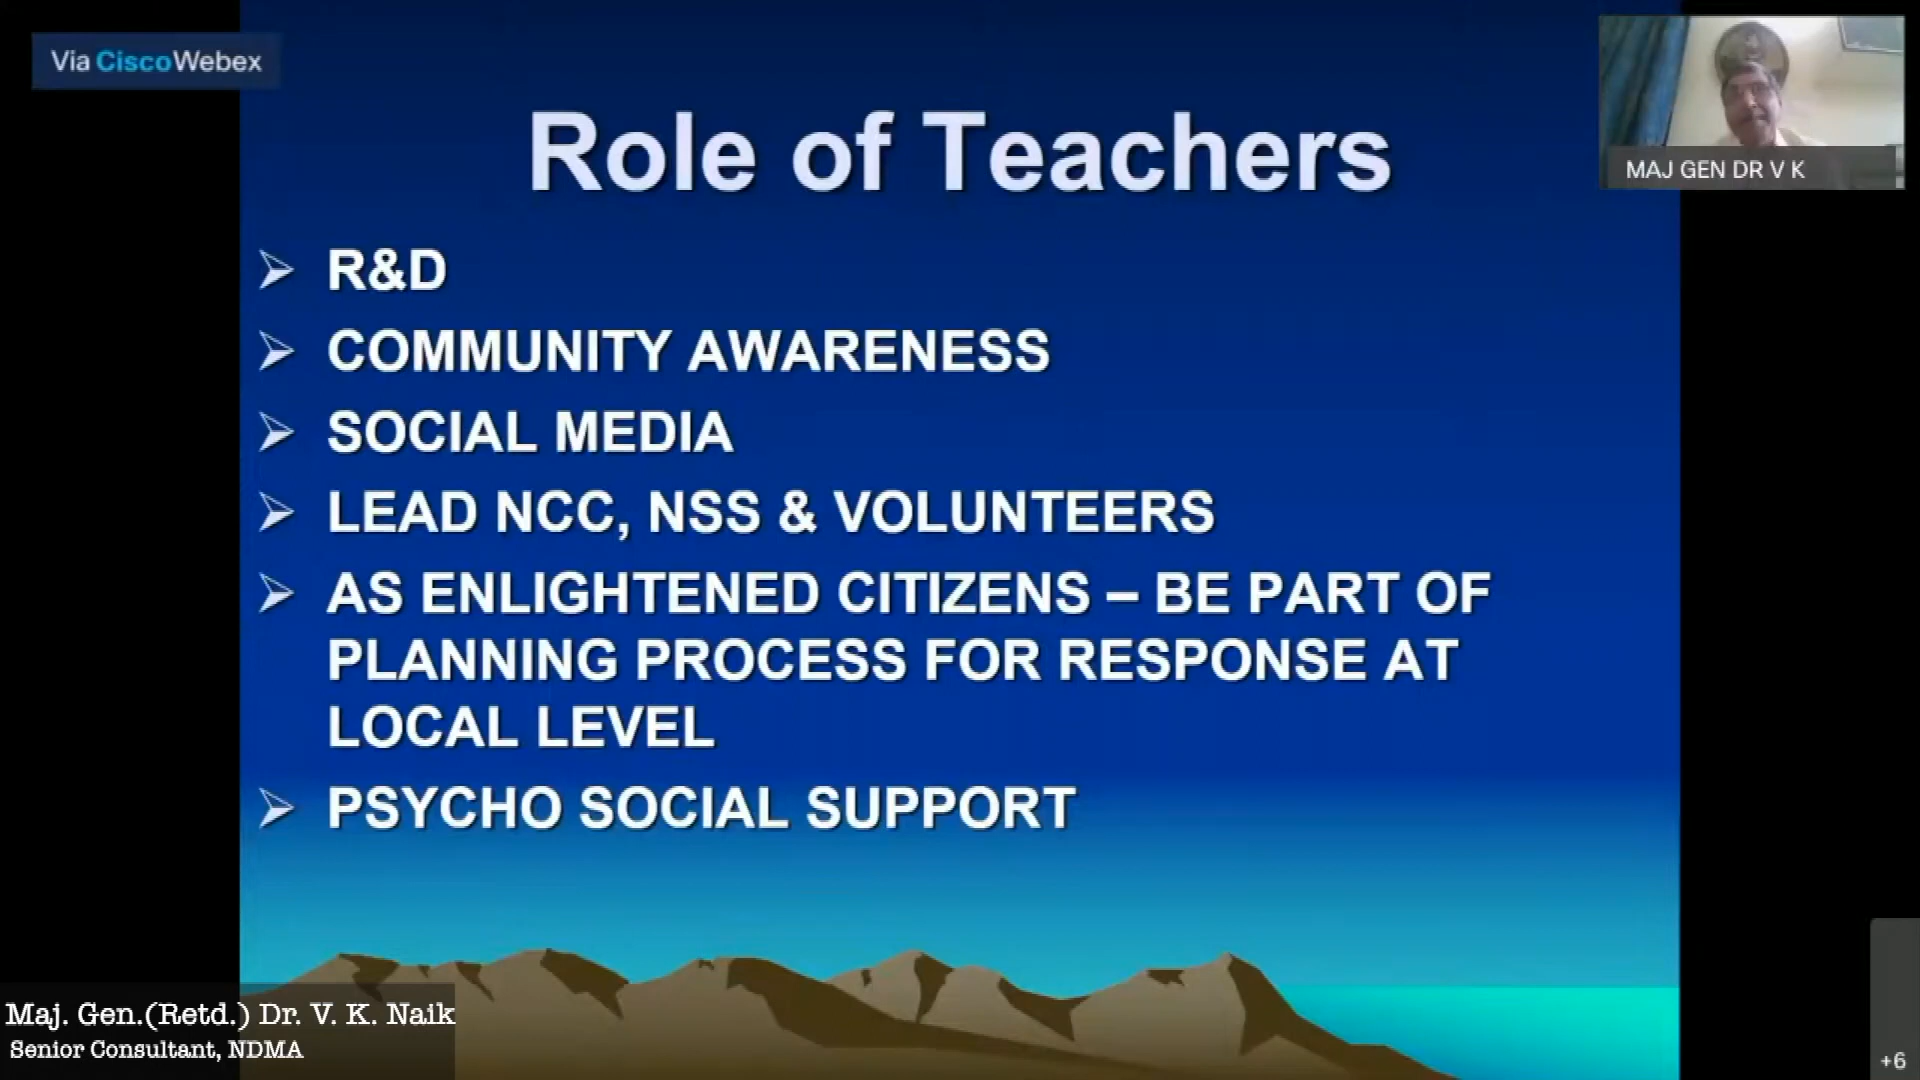 Via CiscoWebex
MAJ GEN DR V K
Role of Teachers
R&D
COMMUNITY AWARENESS
SOCIAL MEDIA
LEAD NCC, NSS & VOLUNTEERS
AS ENLIGHTENED CITIZENS – BE PART OF
PLANNING PROCESS FOR RESPONSE AT
LOCAL LEVEL
PSYCHO SOCIAL SUPPORT
Maj. Gen.(Retd.) Dr. V. K. Naik
Senior Consultant, NDMA
+6